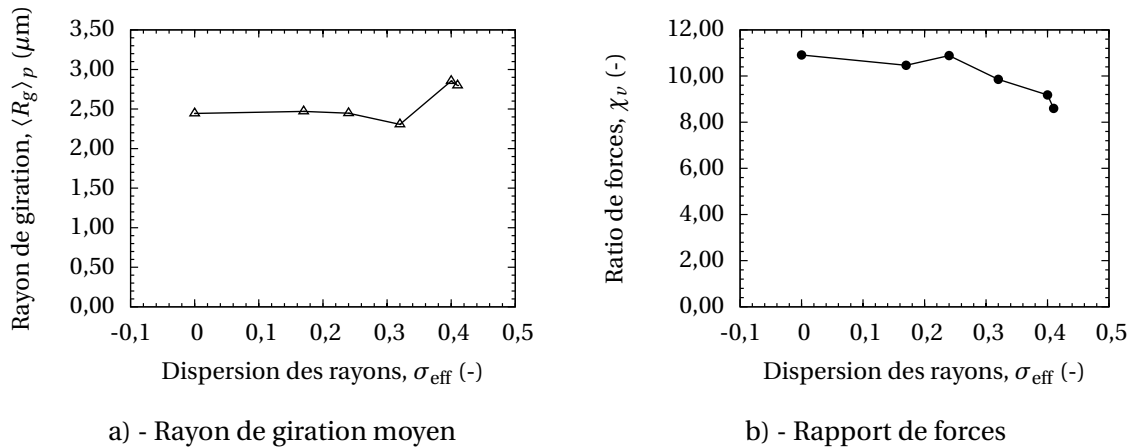 3,50
3,00
2,50
2,00
1,50
1,00
0,50
0,00
Rayon de giration, ⟨R_g⟩_p (μm)
-0,1 0 0,1 0,2 0,3 0,4 0,5
Dispersion des rayons, σ_eff (-)
a) - Rayon de giration moyen
12,00
10,00
8,00
6,00
4,00
2,00
0,00
Ratio de forces, χ_v (-)
-0,1 0 0,1 0,2 0,3 0,4 0,5
Dispersion des rayons, σ_eff (-)
b) - Rapport de forces